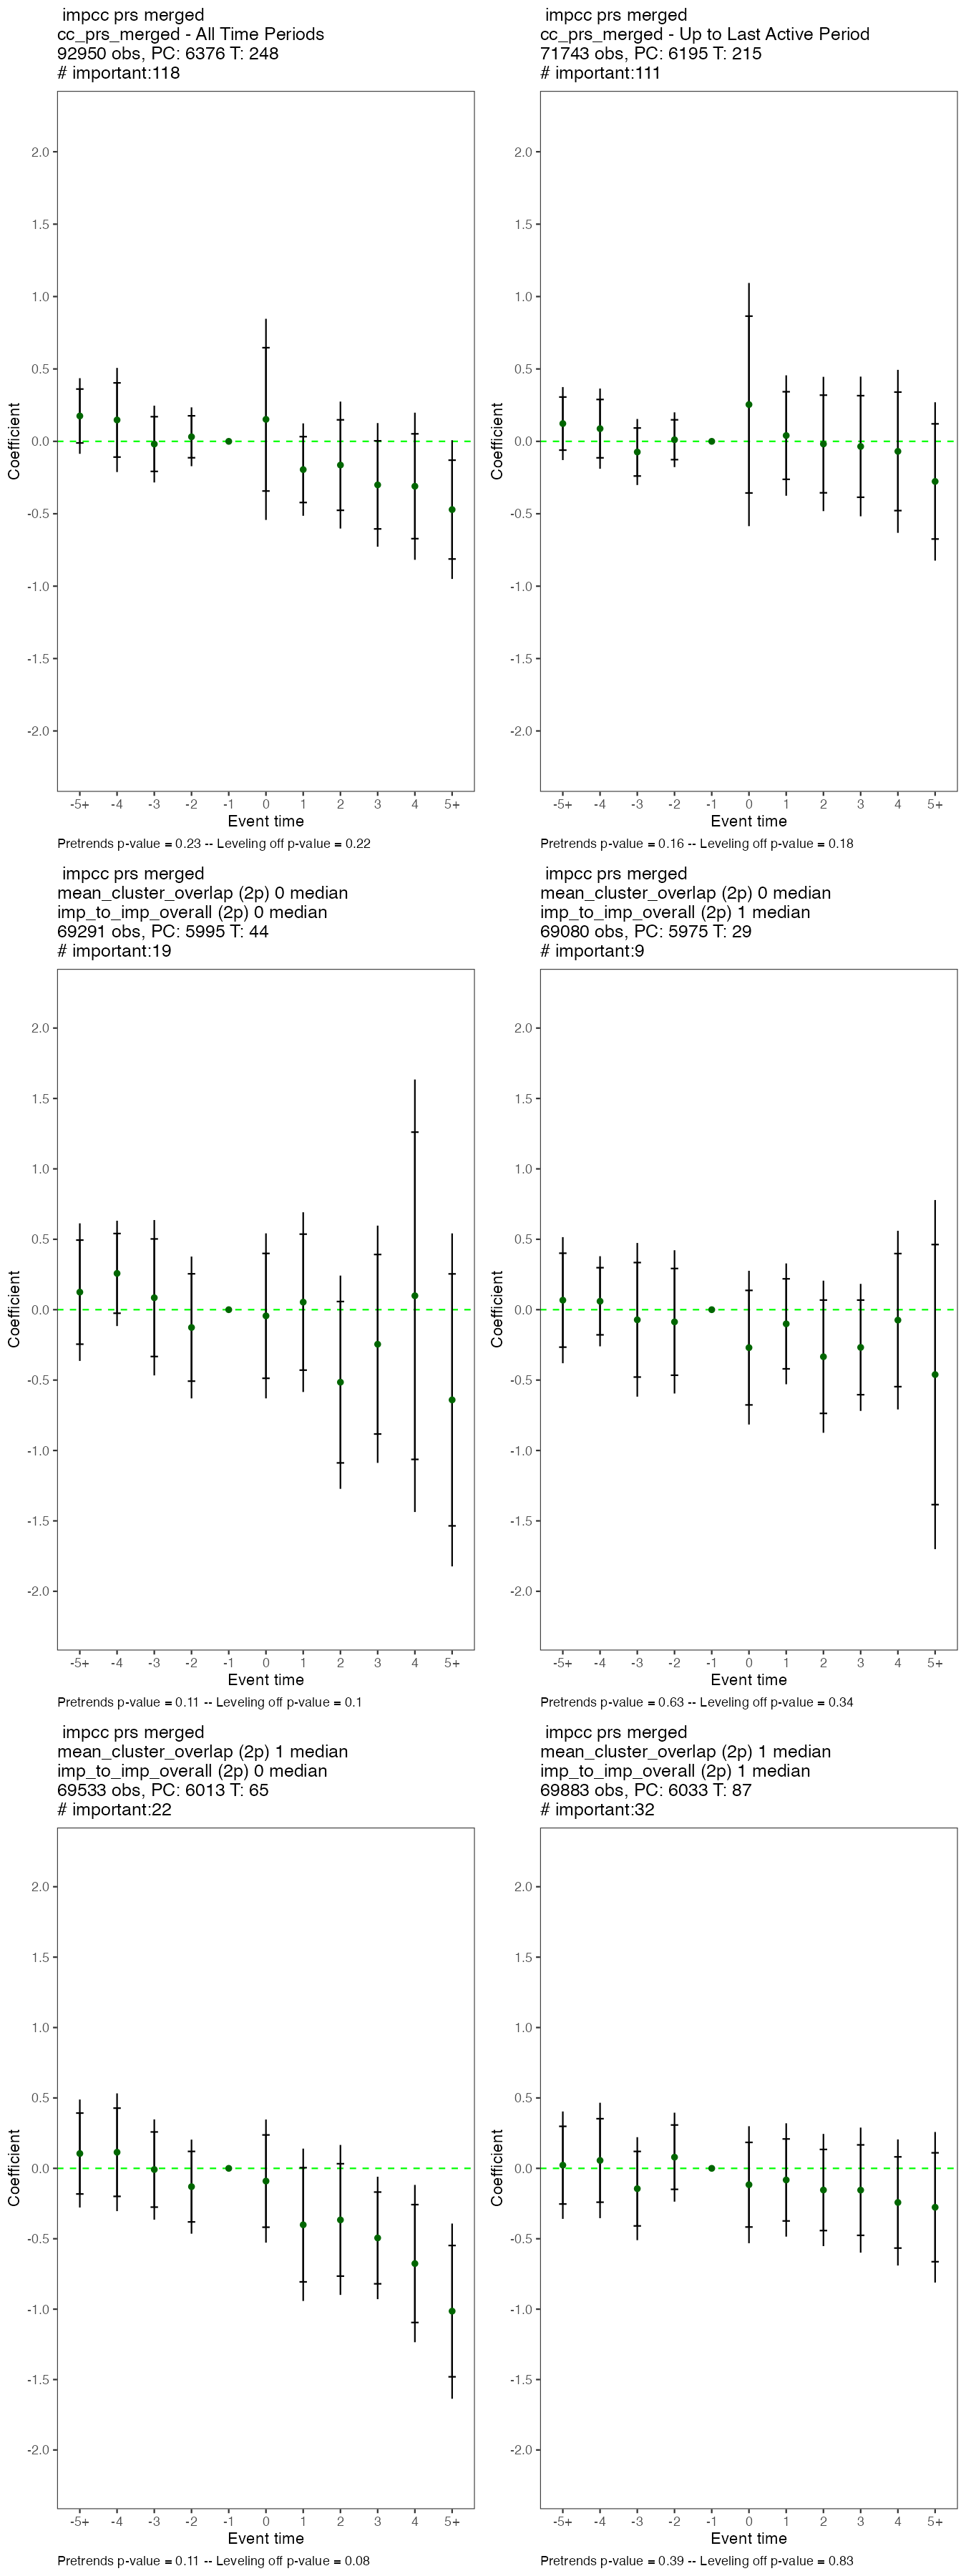 impcc prs merged
cc_prs_merged - All Time Periods
92950 obs, PC: 6376 T: 248
# important:118
2.0
1.5
1.0
0.5
0.0
-0.5
-1.0
-1.5
-2.0
Coefficient
-5+ -4 -3 -2 -1 0 1 2 3 4 5+
Event time
Pretrends p-value = 0.23 -- Leveling off p-value = 0.22
impcc prs merged
cc_prs_merged - Up to Last Active Period
71743 obs, PC: 6195 T: 215
# important:111
2.0
1.5
1.0
0.5
0.0
-0.5
-1.0
-1.5
-2.0
Coefficient
-5+ -4 -3 -2 -1 0 1 2 3 4 5+
Event time
Pretrends p-value = 0.16 -- Leveling off p-value = 0.18
impcc prs merged
mean_cluster_overlap (2p) 0 median
imp_to_imp_overall (2p) 0 median
69291 obs, PC: 5995 T: 44
# important:19
2.0
1.5
1.0
0.5
0.0
-0.5
-1.0
-1.5
-2.0
Coefficient
-5+ -4 -3 -2 -1 0 1 2 3 4 5+
Event time
Pretrends p-value = 0.11 -- Leveling off p-value = 0.1
impcc prs merged
mean_cluster_overlap (2p) 0 median
imp_to_imp_overall (2p) 1 median
69080 obs, PC: 5975 T: 29
# important:9
2.0
1.5
1.0
0.5
0.0
-0.5
-1.0
-1.5
-2.0
Coefficient
-5+ -4 -3 -2 -1 0 1 2 3 4 5+
Event time
Pretrends p-value = 0.63 -- Leveling off p-value = 0.34
impcc prs merged
mean_cluster_overlap (2p) 1 median
imp_to_imp_overall (2p) 0 median
69533 obs, PC: 6013 T: 65
# important:22
2.0
1.5
1.0
0.5
0.0
-0.5
-1.0
-1.5
-2.0
Coefficient
-5+ -4 -3 -2 -1 0 1 2 3 4 5+
Event time
Pretrends p-value = 0.11 -- Leveling off p-value = 0.08
impcc prs merged
mean_cluster_overlap (2p) 1 median
imp_to_imp_overall (2p) 1 median
69883 obs, PC: 6033 T: 87
# important:32
2.0
1.5
1.0
0.5
0.0
-0.5
-1.0
-1.5
-2.0
Coefficient
-5+ -4 -3 -2 -1 0 1 2 3 4 5+
Event time
Pretrends p-value = 0.39 -- Leveling off p-value = 0.83